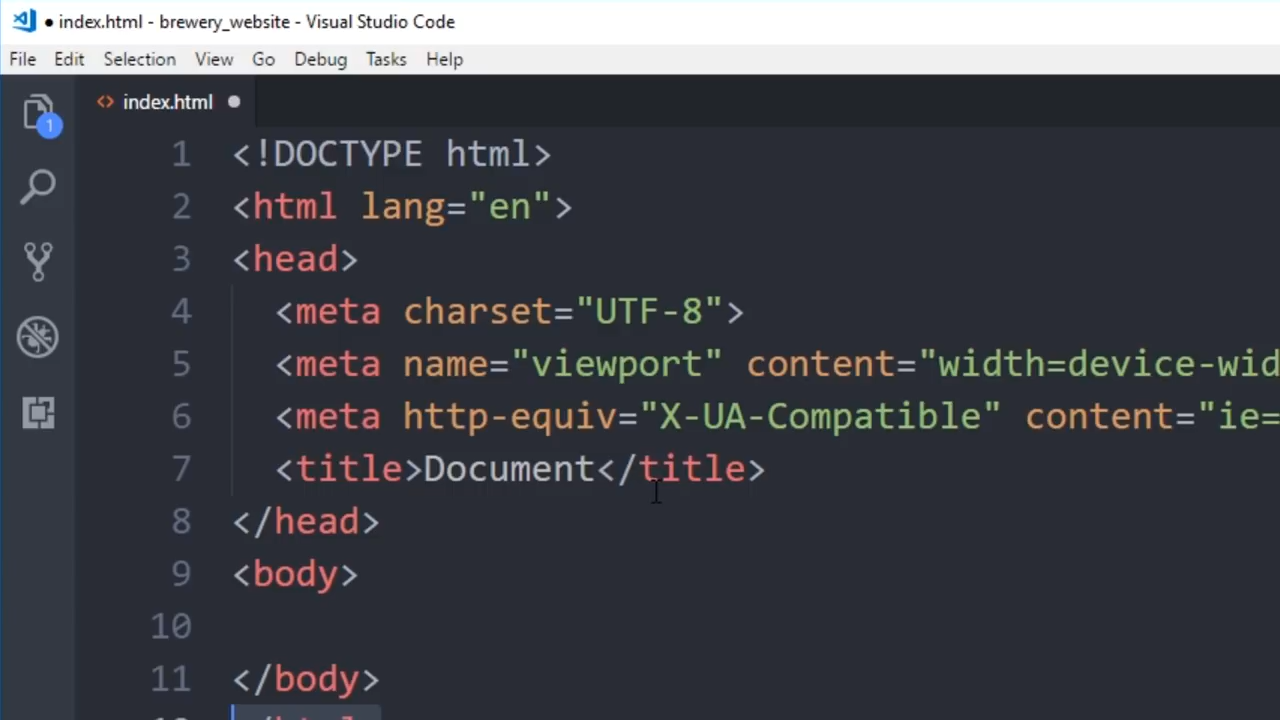 ● index.html - brewery_website - Visual Studio Code
File Edit Selection View Go Debug Tasks Help
1
<> index.html ●
1 <!DOCTYPE html>
2 <html lang="en">
3 <head>
4 <meta charset="UTF-8">
5 <meta name="viewport" content="width=device-wid
6 <meta http-equiv="X-UA-Compatible" content="ie=
7 <title>Document</title>
8 </head>
9 <body>
10
11 </body>